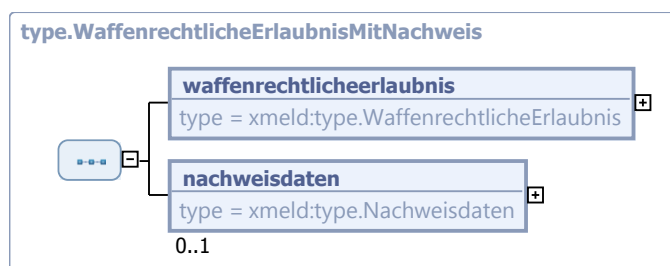 type.WaffenrechtlicheErlaubnisMitNachweis
waffenrechtlicheerlaubnis
type = xmeld:type.WaffenrechtlicheErlaubnis
nachweisdaten
type = xmeld:type.Nachweisdaten
0..1